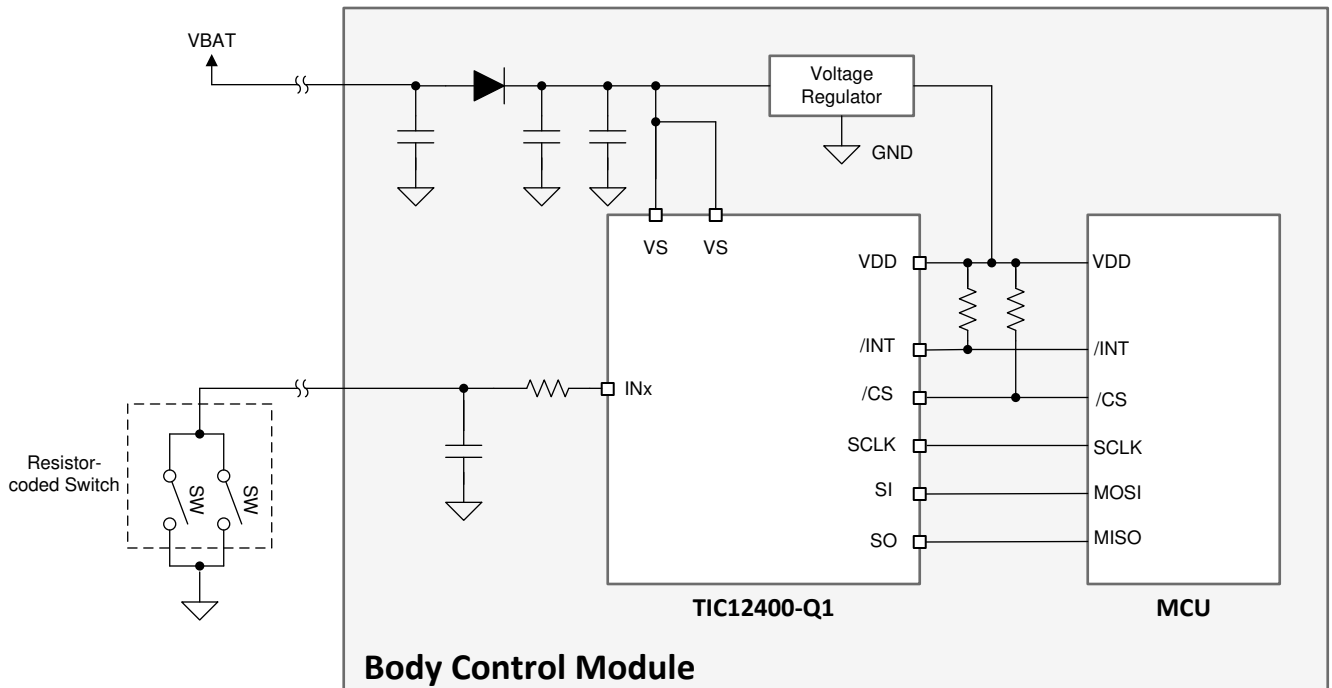 VBAT
Voltage
Regulator
GND
VS
VS
VDD
VDD
/INT
/INT
INx
/CS
/CS
SCLK
SCLK
Resistor-
coded Switch
SW
SW
SI
MOSI
SO
MISO
TIC12400-Q1
MCU
Body Control Module